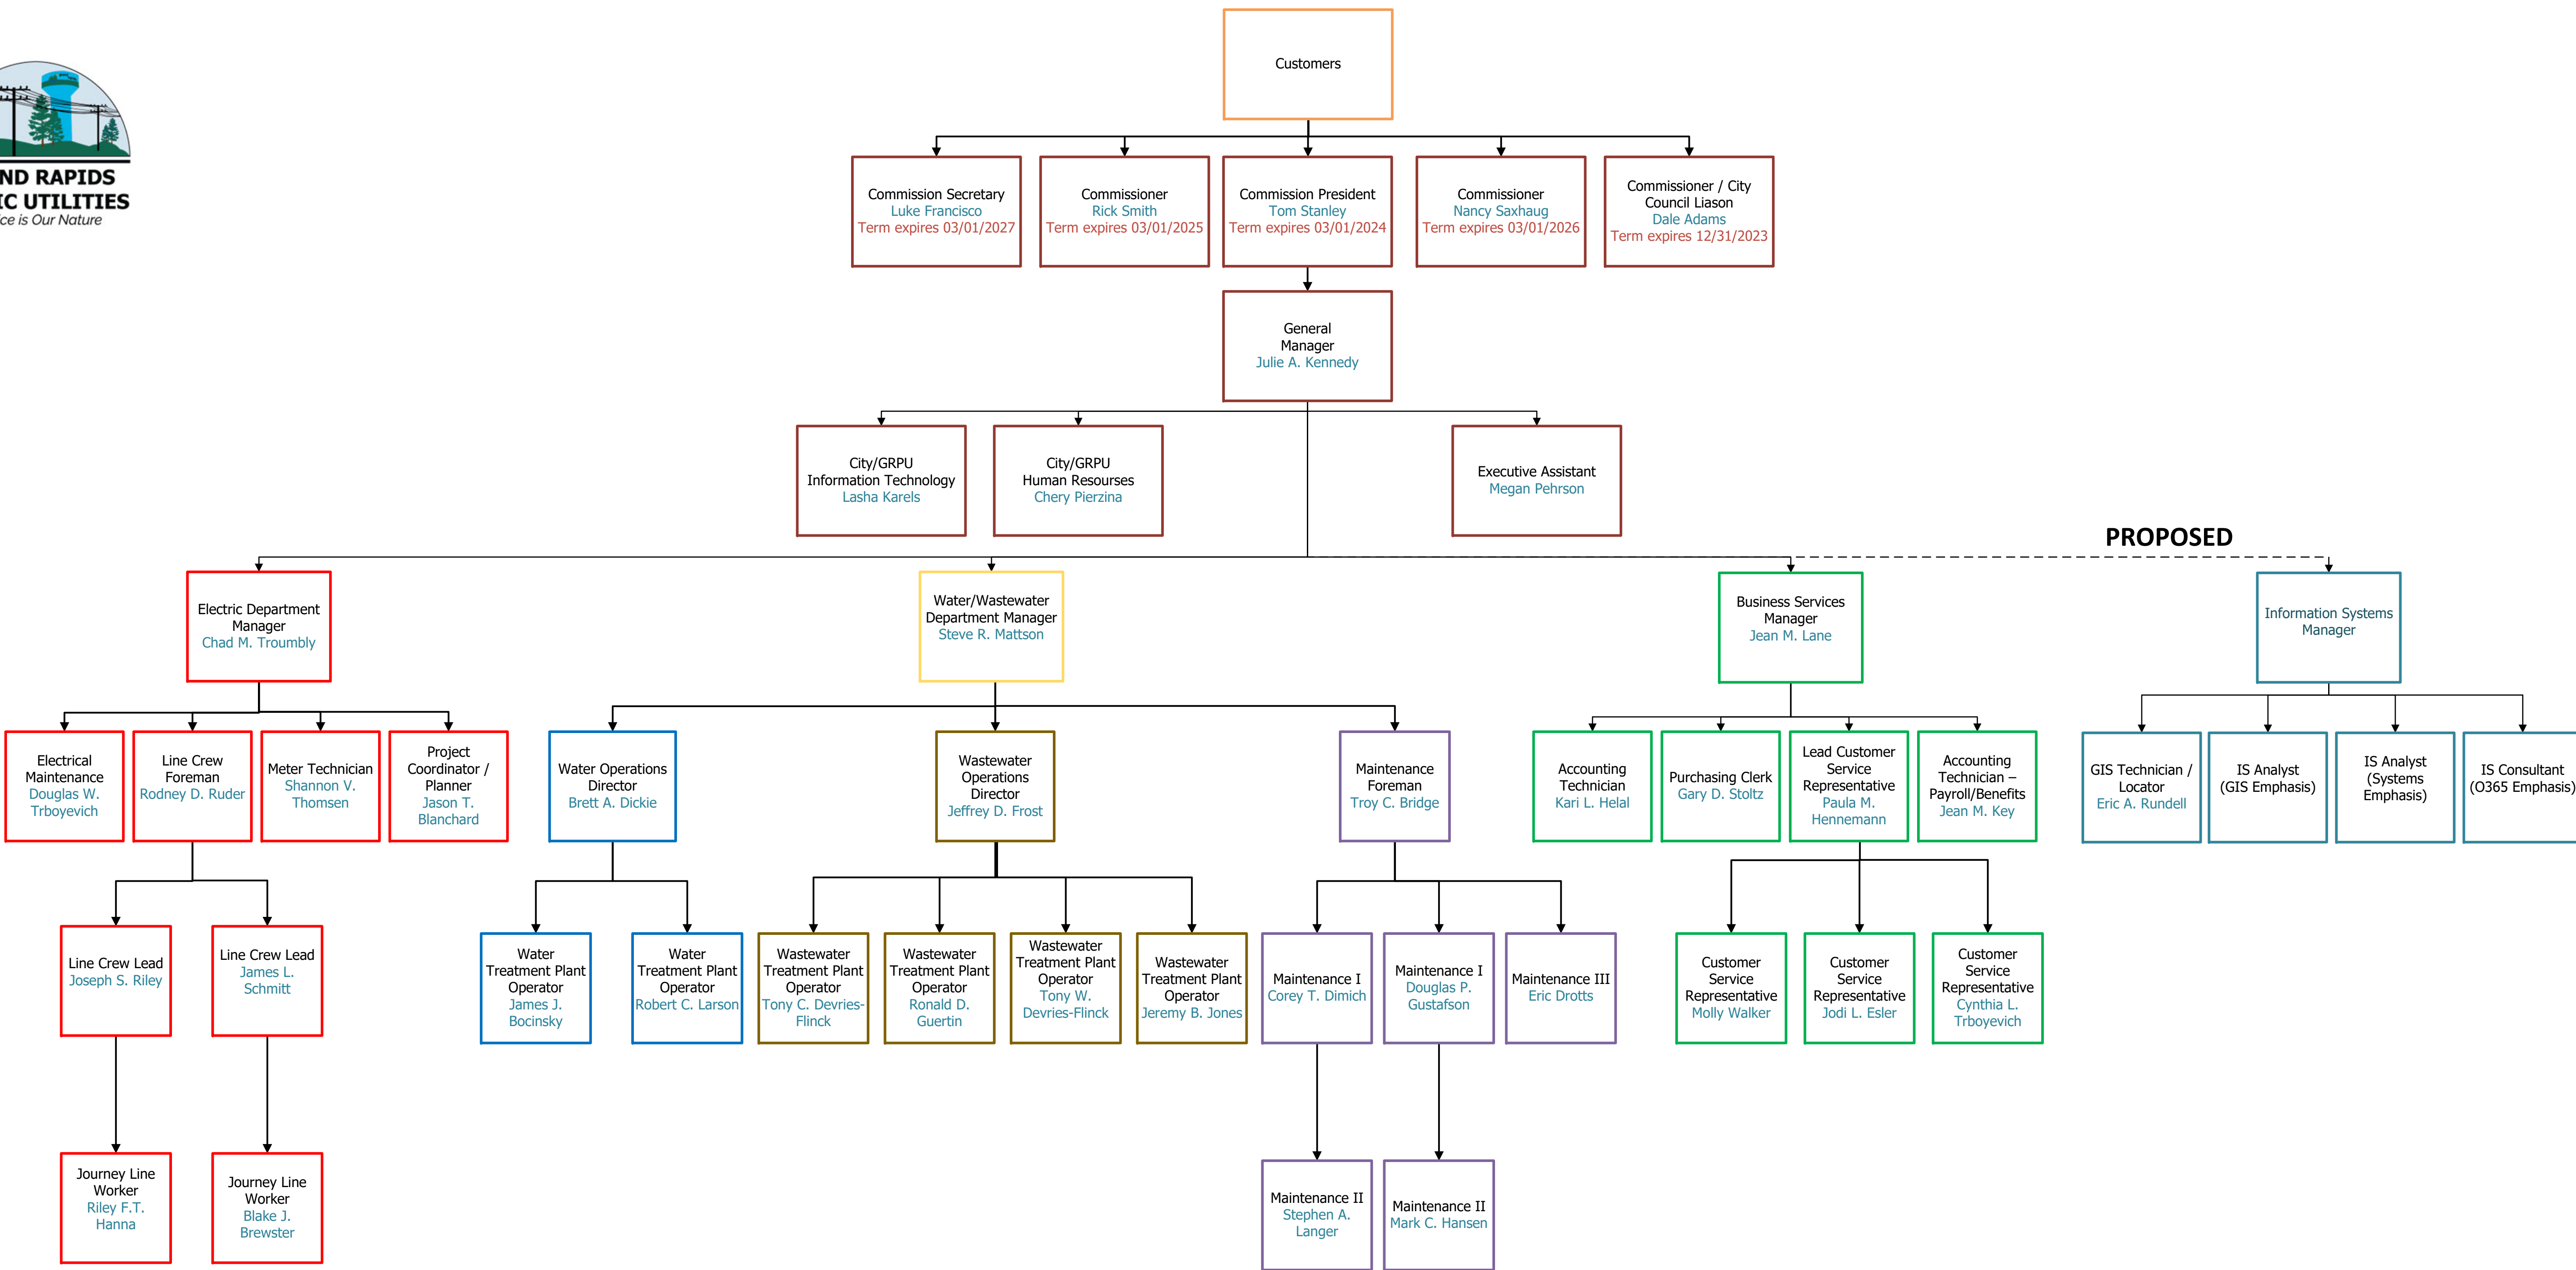 Customers
ND RAPIDS
IC UTILITIES
ce is Our Nature
Commission Secretary
Luke Francisco
Term expires 03/01/2027
Commissioner
Rick Smith
Term expires 03/01/2025
Commission President
Tom Stanley
Term expires 03/01/2024
Commissioner
Nancy Saxhaug
Term expires 03/01/2026
Commissioner / City
Council Liason
Dale Adams
Term expires 12/31/2023
General
Manager
Julie A. Kennedy
City/GRPU
Information Technology
Lasha Karels
City/GRPU
Human Resourses
Chery Pierzina
Executive Assistant
Megan Pehrson
PROPOSED
Electric Department
Manager
Chad M. Troumbly
Water/Wastewater
Department Manager
Steve R. Mattson
Business Services
Manager
Jean M. Lane
Information Systems
Manager
Electrical
Maintenance
Douglas W.
Trboyevich
Line Crew
Foreman
Rodney D. Ruder
Meter Technician
Shannon V.
Thomsen
Project
Coordinator /
Planner
Jason T.
Blanchard
Water Operations
Director
Brett A. Dickie
Wastewater
Operations
Director
Jeffrey D. Frost
Maintenance
Foreman
Troy C. Bridge
Accounting
Technician
Kari L. Helal
Purchasing Clerk
Gary D. Stoltz
Lead Customer
Service
Representative
Paula M.
Hennemann
Accounting
Technician –
Payroll/Benefits
Jean M. Key
GIS Technician /
Locator
Eric A. Rundell
IS Analyst
(GIS Emphasis)
IS Analyst
(Systems
Emphasis)
IS Consultant
(O365 Emphasis)
Line Crew Lead
Joseph S. Riley
Line Crew Lead
James L.
Schmitt
Water
Treatment Plant
Operator
James J.
Bocinsky
Water
Treatment Plant
Operator
Robert C. Larson
Wastewater
Treatment Plant
Operator
Tony C. Devries-
Flinck
Wastewater
Treatment Plant
Operator
Ronald D.
Guertin
Wastewater
Treatment Plant
Operator
Tony W.
Devries-Flinck
Wastewater
Treatment Plant
Operator
Jeremy B. Jones
Maintenance I
Corey T. Dimich
Maintenance I
Douglas P.
Gustafson
Maintenance III
Eric Drotts
Customer
Service
Representative
Molly Walker
Customer
Service
Representative
Jodi L. Esler
Customer
Service
Representative
Cynthia L.
Trboyevich
Journey Line
Worker
Riley F.T.
Hanna
Journey Line
Worker
Blake J.
Brewster
Maintenance II
Stephen A.
Langer
Maintenance II
Mark C. Hansen